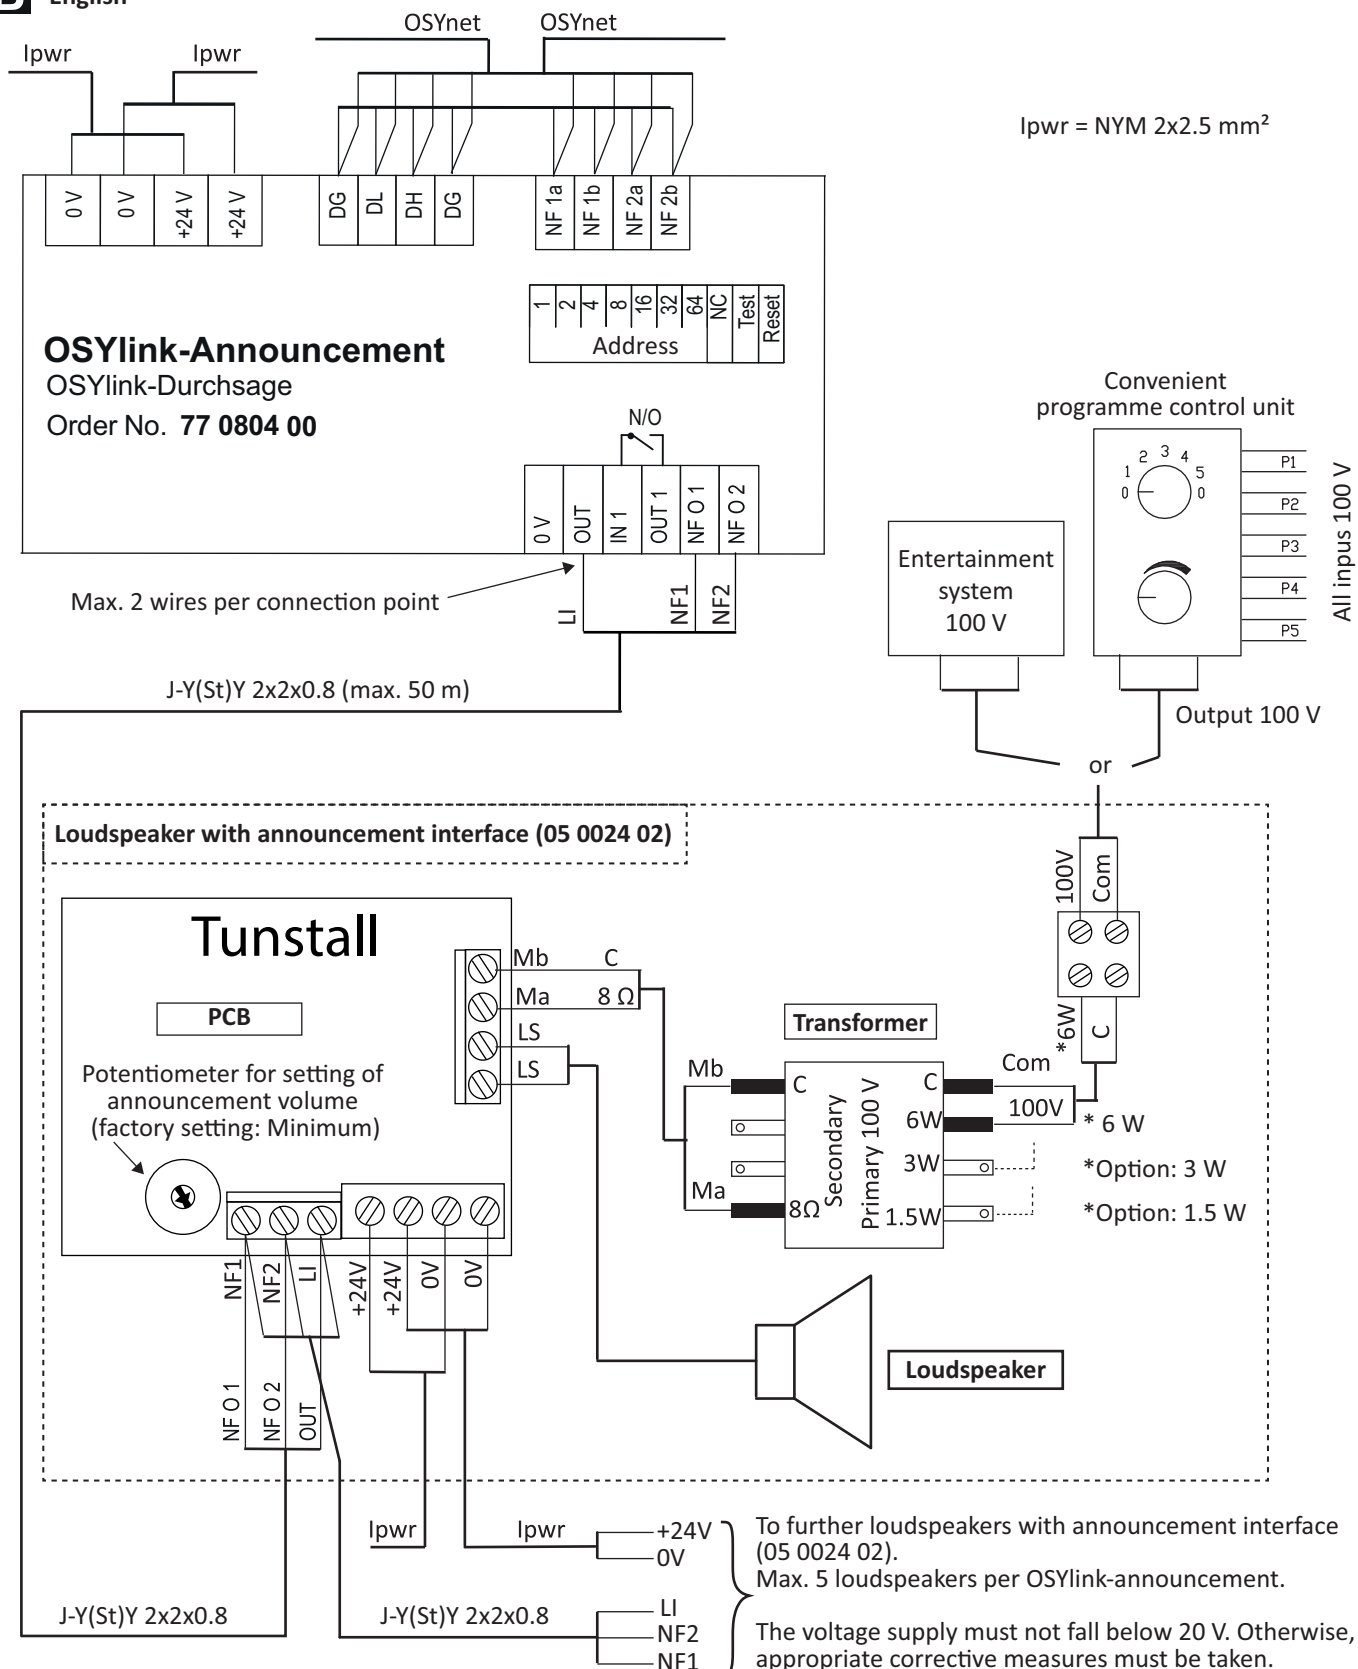 English
OSYnet OSYnet
Ipwr Ipwr
Ipwr = NYM 2x2.5 mm²
0 V 0 V +24 V +24 V
DG DL DH DG
NF 1a NF 1b NF 2a NF 2b
1 2 4 8 16 32 64 NC Test Reset
Address
OSYlink-Announcement
OSYlink-Durchsage
Order No. 77 0804 00
N/O
0 V OUT IN 1 OUT 1 NF O 1 NF O 2
Max. 2 wires per connection point
LI NF1 NF2
J-Y(St)Y 2x2x0.8 (max. 50 m)
Convenient
programme control unit
0 1 2 3 4 5 0
P1
P2
P3
P4
P5
All inpus 100 V
Entertainment
system
100 V
Output 100 V
or
Loudspeaker with announcement interface (05 0024 02)
100V Com
*6W C
Tunstall
PCB
Mb C
Ma 8 Ω
LS
LS
Potentiometer for setting of
announcement volume
(factory setting: Minimum)
Transformer
Mb
Ma
C
8Ω
Secondary
Primary 100 V
C
6W
3W
1.5W
Com
100V
* 6 W
*Option: 3 W
*Option: 1.5 W
NF1 NF2 LI +24V +24V 0V 0V
NF O 1 NF O 2 OUT
Loudspeaker
Ipwr Ipwr
+24V
0V
J-Y(St)Y 2x2x0.8 J-Y(St)Y 2x2x0.8
LI
NF2
NF1
To further loudspeakers with announcement interface
(05 0024 02).
Max. 5 loudspeakers per OSYlink-announcement.
The voltage supply must not fall below 20 V. Otherwise,
appropriate corrective measures must be taken.